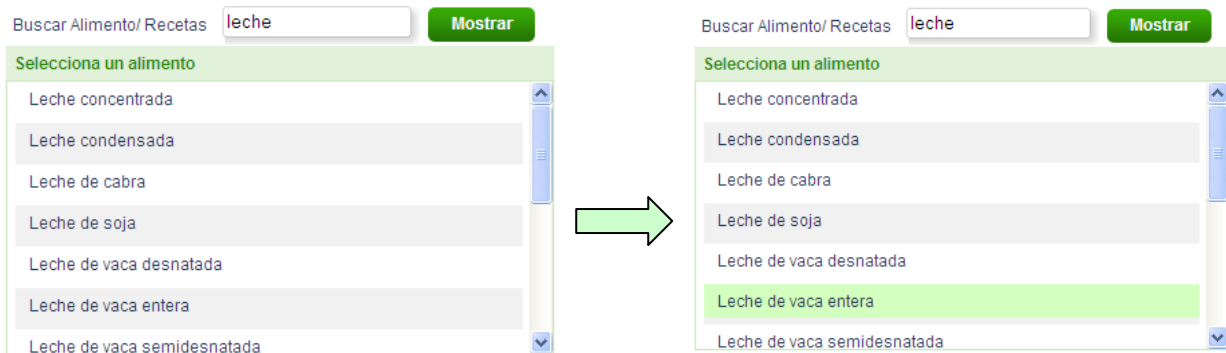 Buscar Alimento/ Recetas leche Mostrar
Selecciona un alimento
Leche concentrada
Leche condensada
Leche de cabra
Leche de soja
Leche de vaca desnatada
Leche de vaca entera
Leche de vaca semidesnatada
Buscar Alimento/ Recetas leche Mostrar
Selecciona un alimento
Leche concentrada
Leche condensada
Leche de cabra
Leche de soja
Leche de vaca desnatada
Leche de vaca entera
Leche de vaca semidesnatada